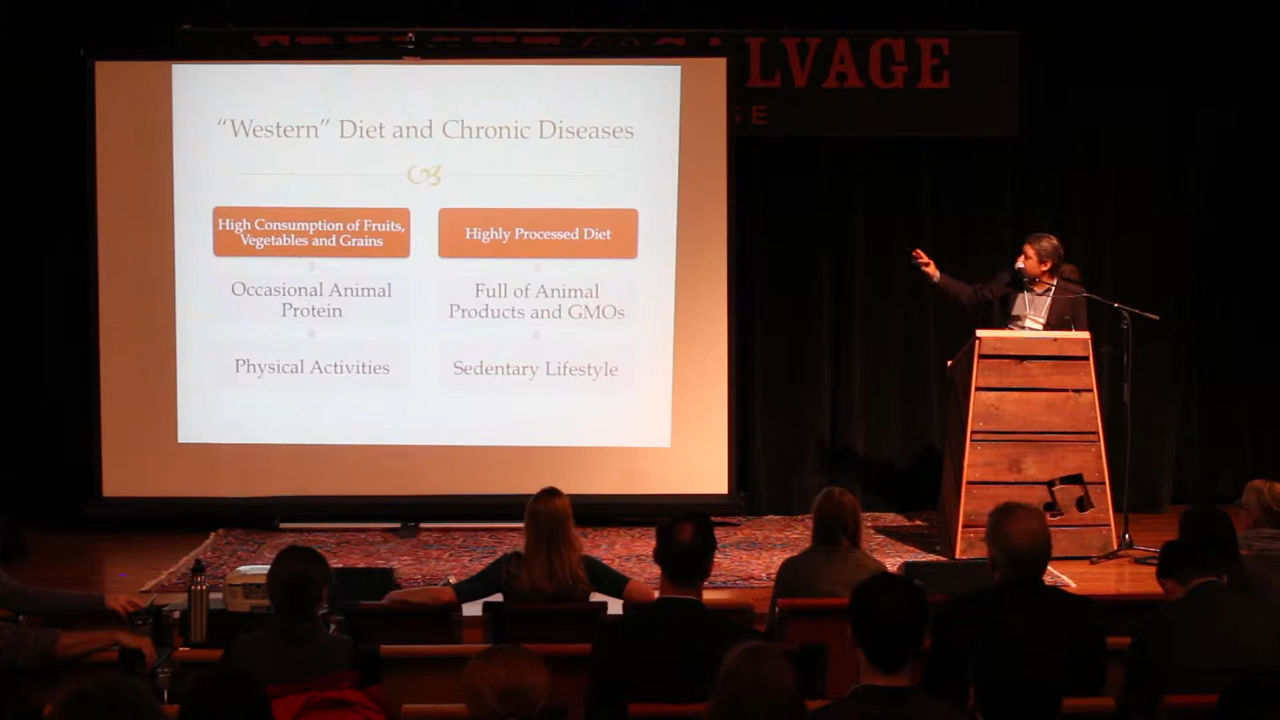 SALVAGE
“Western” Diet and Chronic Diseases
High Consumption of Fruits,
Vegetables and Grains
Occasional Animal
Protein
Physical Activities
Highly Processed Diet
Full of Animal
Products and GMOs
Sedentary Lifestyle